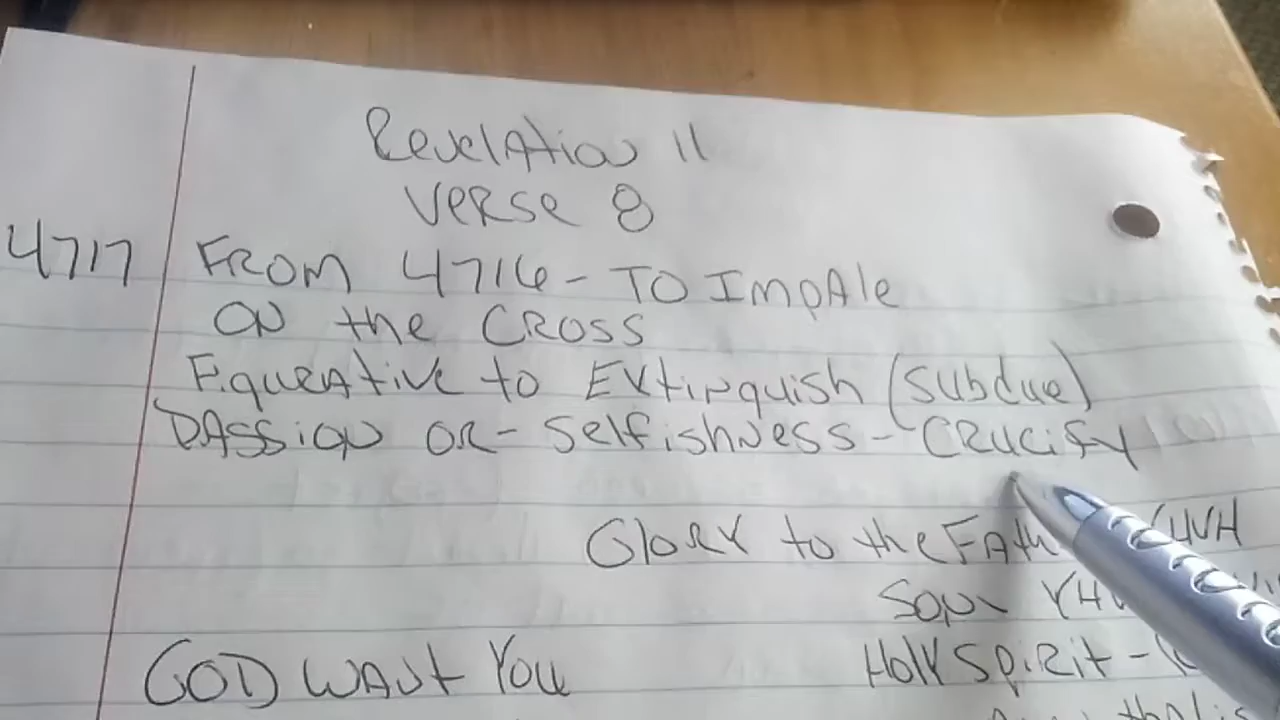 Revelation 11
Verse 8
4717 FROM 4716 - TO Impale
ON the CROSS
Figurative to Extinguish (subdue)
PAssion OR - Selfishness - CRucify
Glory to the Fath
Son
GOD WANt You
Holy Spirit -